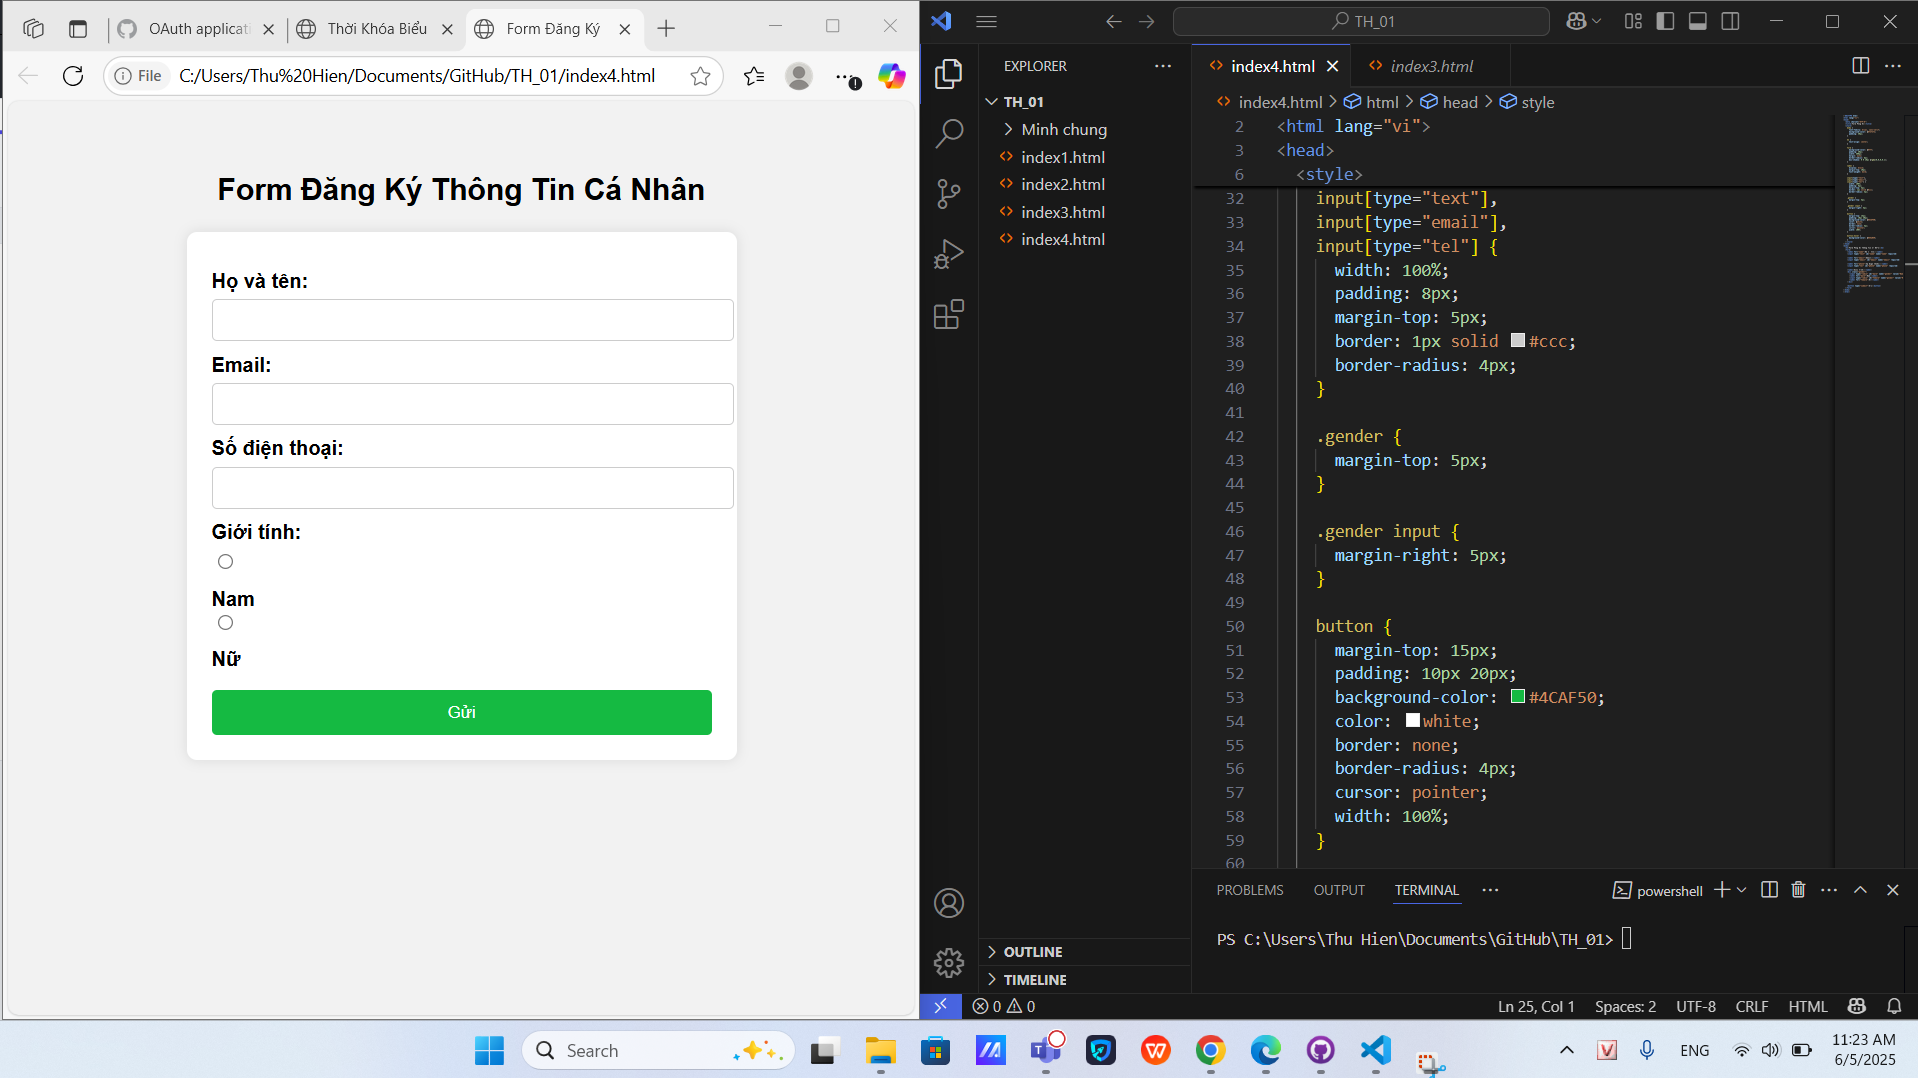 OAuth applicati
Thời Khóa Biểu
Form Đăng Ký
File
C:/Users/Thu%20Hien/Documents/GitHub/TH_01/index4.html
Form Đăng Ký Thông Tin Cá Nhân
Họ và tên:
Email:
Số điện thoại:
Giới tính:
Nam
Nữ
Gửi
TH_01
EXPLORER
TH_01
Minh chung
index1.html
index2.html
index3.html
index4.html
OUTLINE
TIMELINE
index4.html
index3.html
index4.html > html > head > style
2 <html lang="vi">
3 <head>
6 <style>
32 input[type="text"],
33 input[type="email"],
34 input[type="tel"] {
35 width: 100%;
36 padding: 8px;
37 margin-top: 5px;
38 border: 1px solid #ccc;
39 border-radius: 4px;
40 }
41
42 .gender {
43 margin-top: 5px;
44 }
45
46 .gender input {
47 margin-right: 5px;
48 }
49
50 button {
51 margin-top: 15px;
52 padding: 10px 20px;
53 background-color: #4CAF50;
54 color: white;
55 border: none;
56 border-radius: 4px;
57 cursor: pointer;
58 width: 100%;
59 }
60
PROBLEMS OUTPUT TERMINAL
powershell
PS C:\Users\Thu Hien\Documents\GitHub\TH_01>
0 0
Ln 25, Col 1 Spaces: 2 UTF-8 CRLF HTML
Search
ENG
11:23 AM
6/5/2025